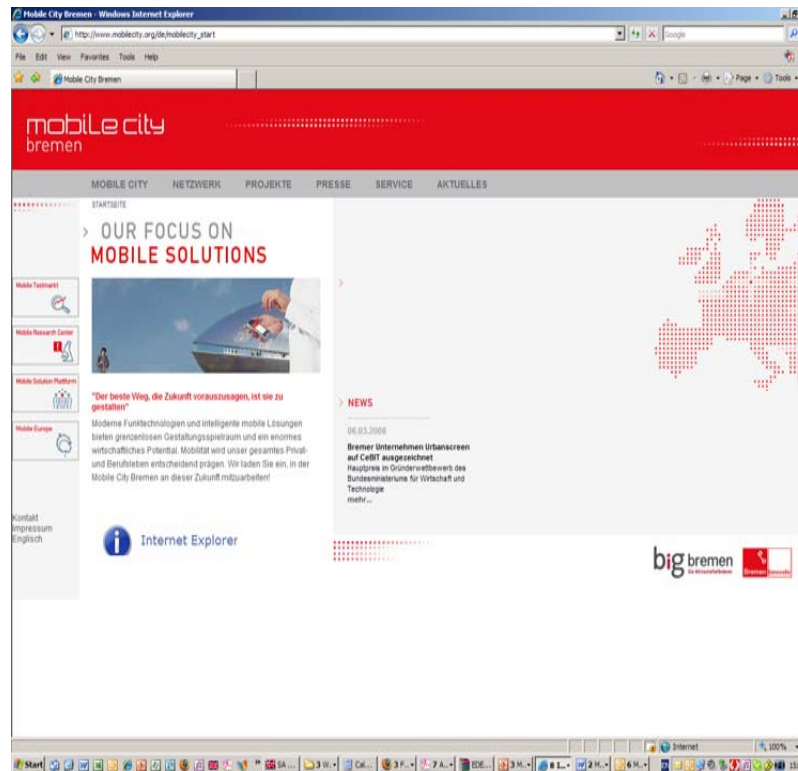 Mobile City Bremen - Windows Internet Explorer
http://www.mobilecity.org/de/moblecity_start
Google
File Edit View Favorites Tools Help
Mobile City Bremen
Page Tools
mobile city
bremen
MOBILE CITY NETZWERK PROJEKTE PRESSE SERVICE AKTUELLES
STARTSEITE
> OUR FOCUS ON
MOBILE SOLUTIONS
Mobile Testmarkt
Mobile Research Center
Mobile Solution Plattform
Mobile Europe
"Der beste Weg, die Zukunft vorauszusagen, ist sie zu
gestalten"
Moderne Funktechnologien und intelligente mobile Lösungen
bieten grenzenlosen Gestaltungsspielraum und ein enormes
wirtschaftliches Potential. Mobilität wird unser gesamtes Privat-
und Berufsleben entscheidend prägen. Wir laden Sie ein, in der
Mobile City Bremen an dieser Zukunft mitzuarbeiten!
> NEWS
06.03.2008
Bremer Unternehmen Urbanscreen
auf CeBIT ausgezeichnet
Hauptpreis im Gründerwettbewerb des
Bundesministeriums für Wirtschaft und
Technologie
mehr...
Kontakt
Impressum
Englisch
i Internet Explorer
big bremen
Die Wirtschaftsförderer
Bremen
Internet 100%
Start